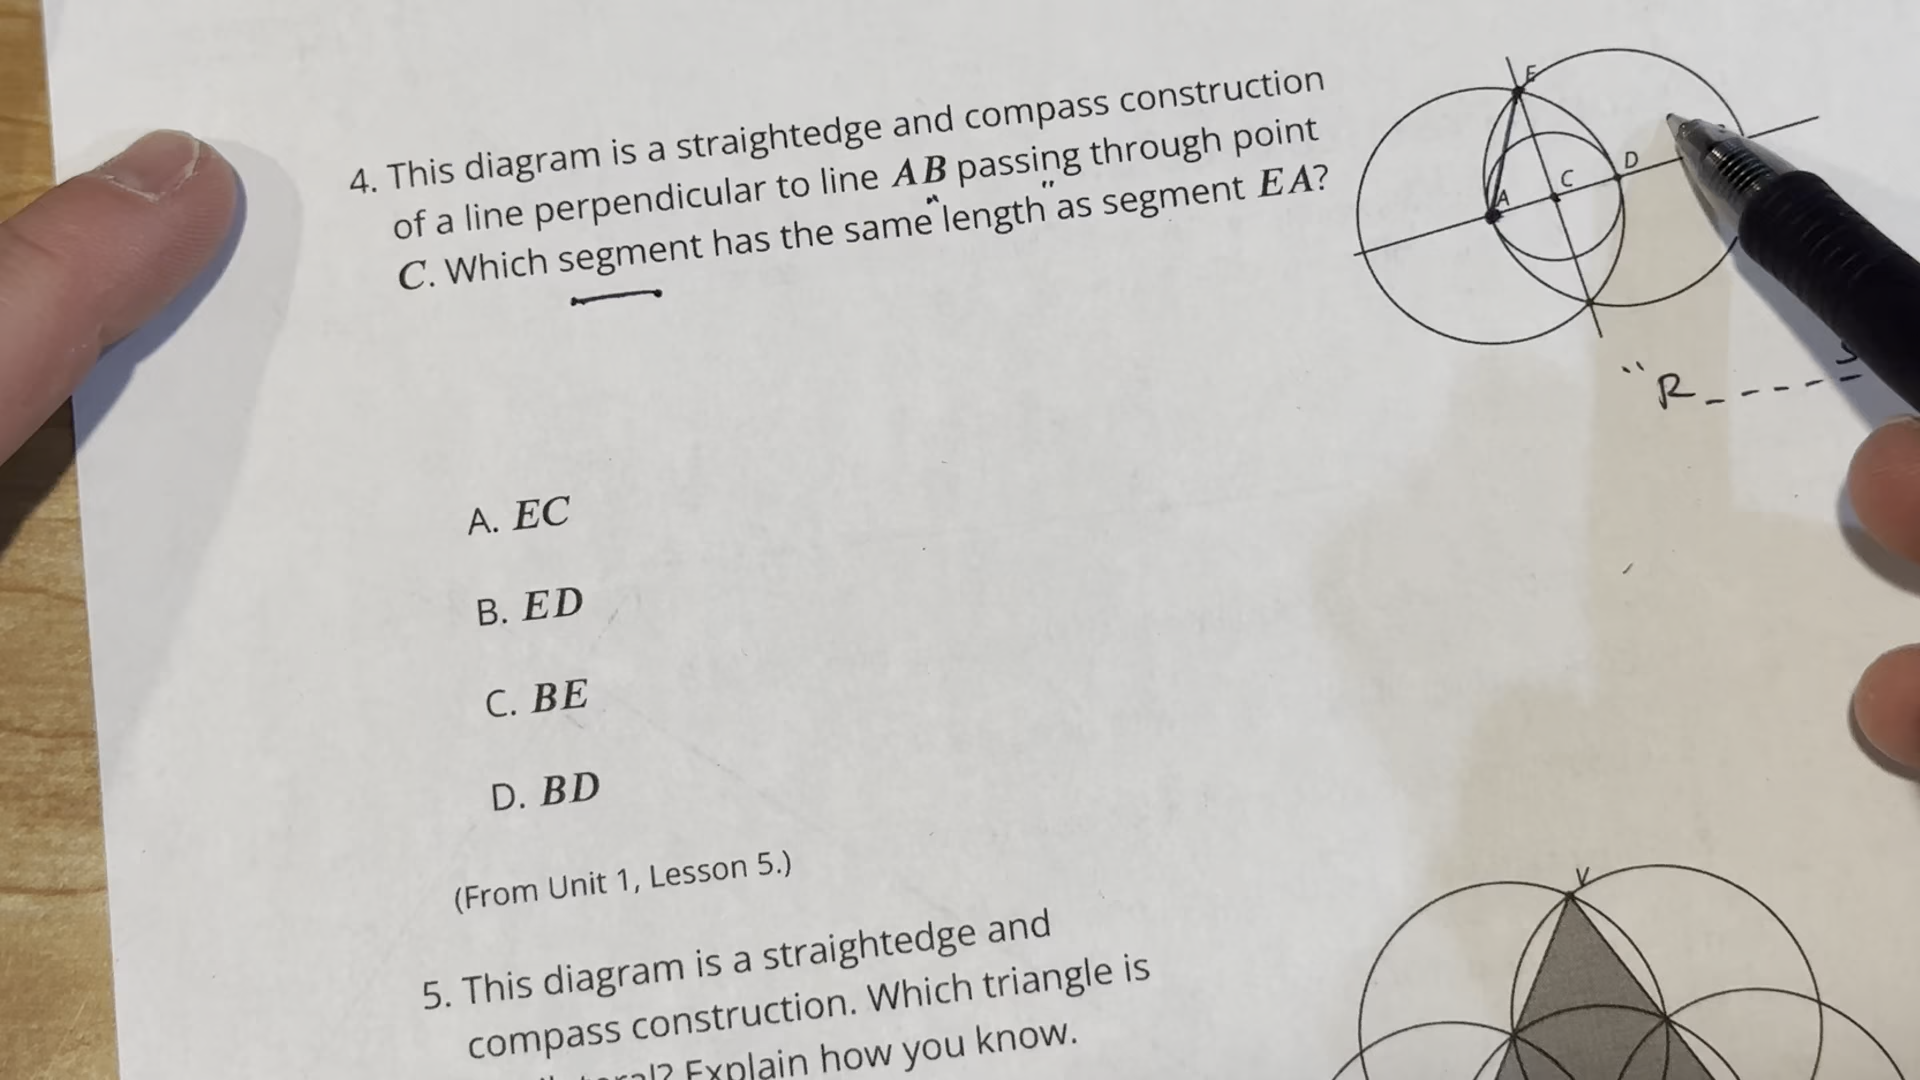 4. This diagram is a straightedge and compass construction
of a line perpendicular to line AB passing through point
C. Which segment has the same "length" as segment EA?
E
A
C
D
"R _ _ _ _ S
A. EC
B. ED
C. BE
D. BD
(From Unit 1, Lesson 5.)
V
5. This diagram is a straightedge and
compass construction. Which triangle is
Explain how you know.